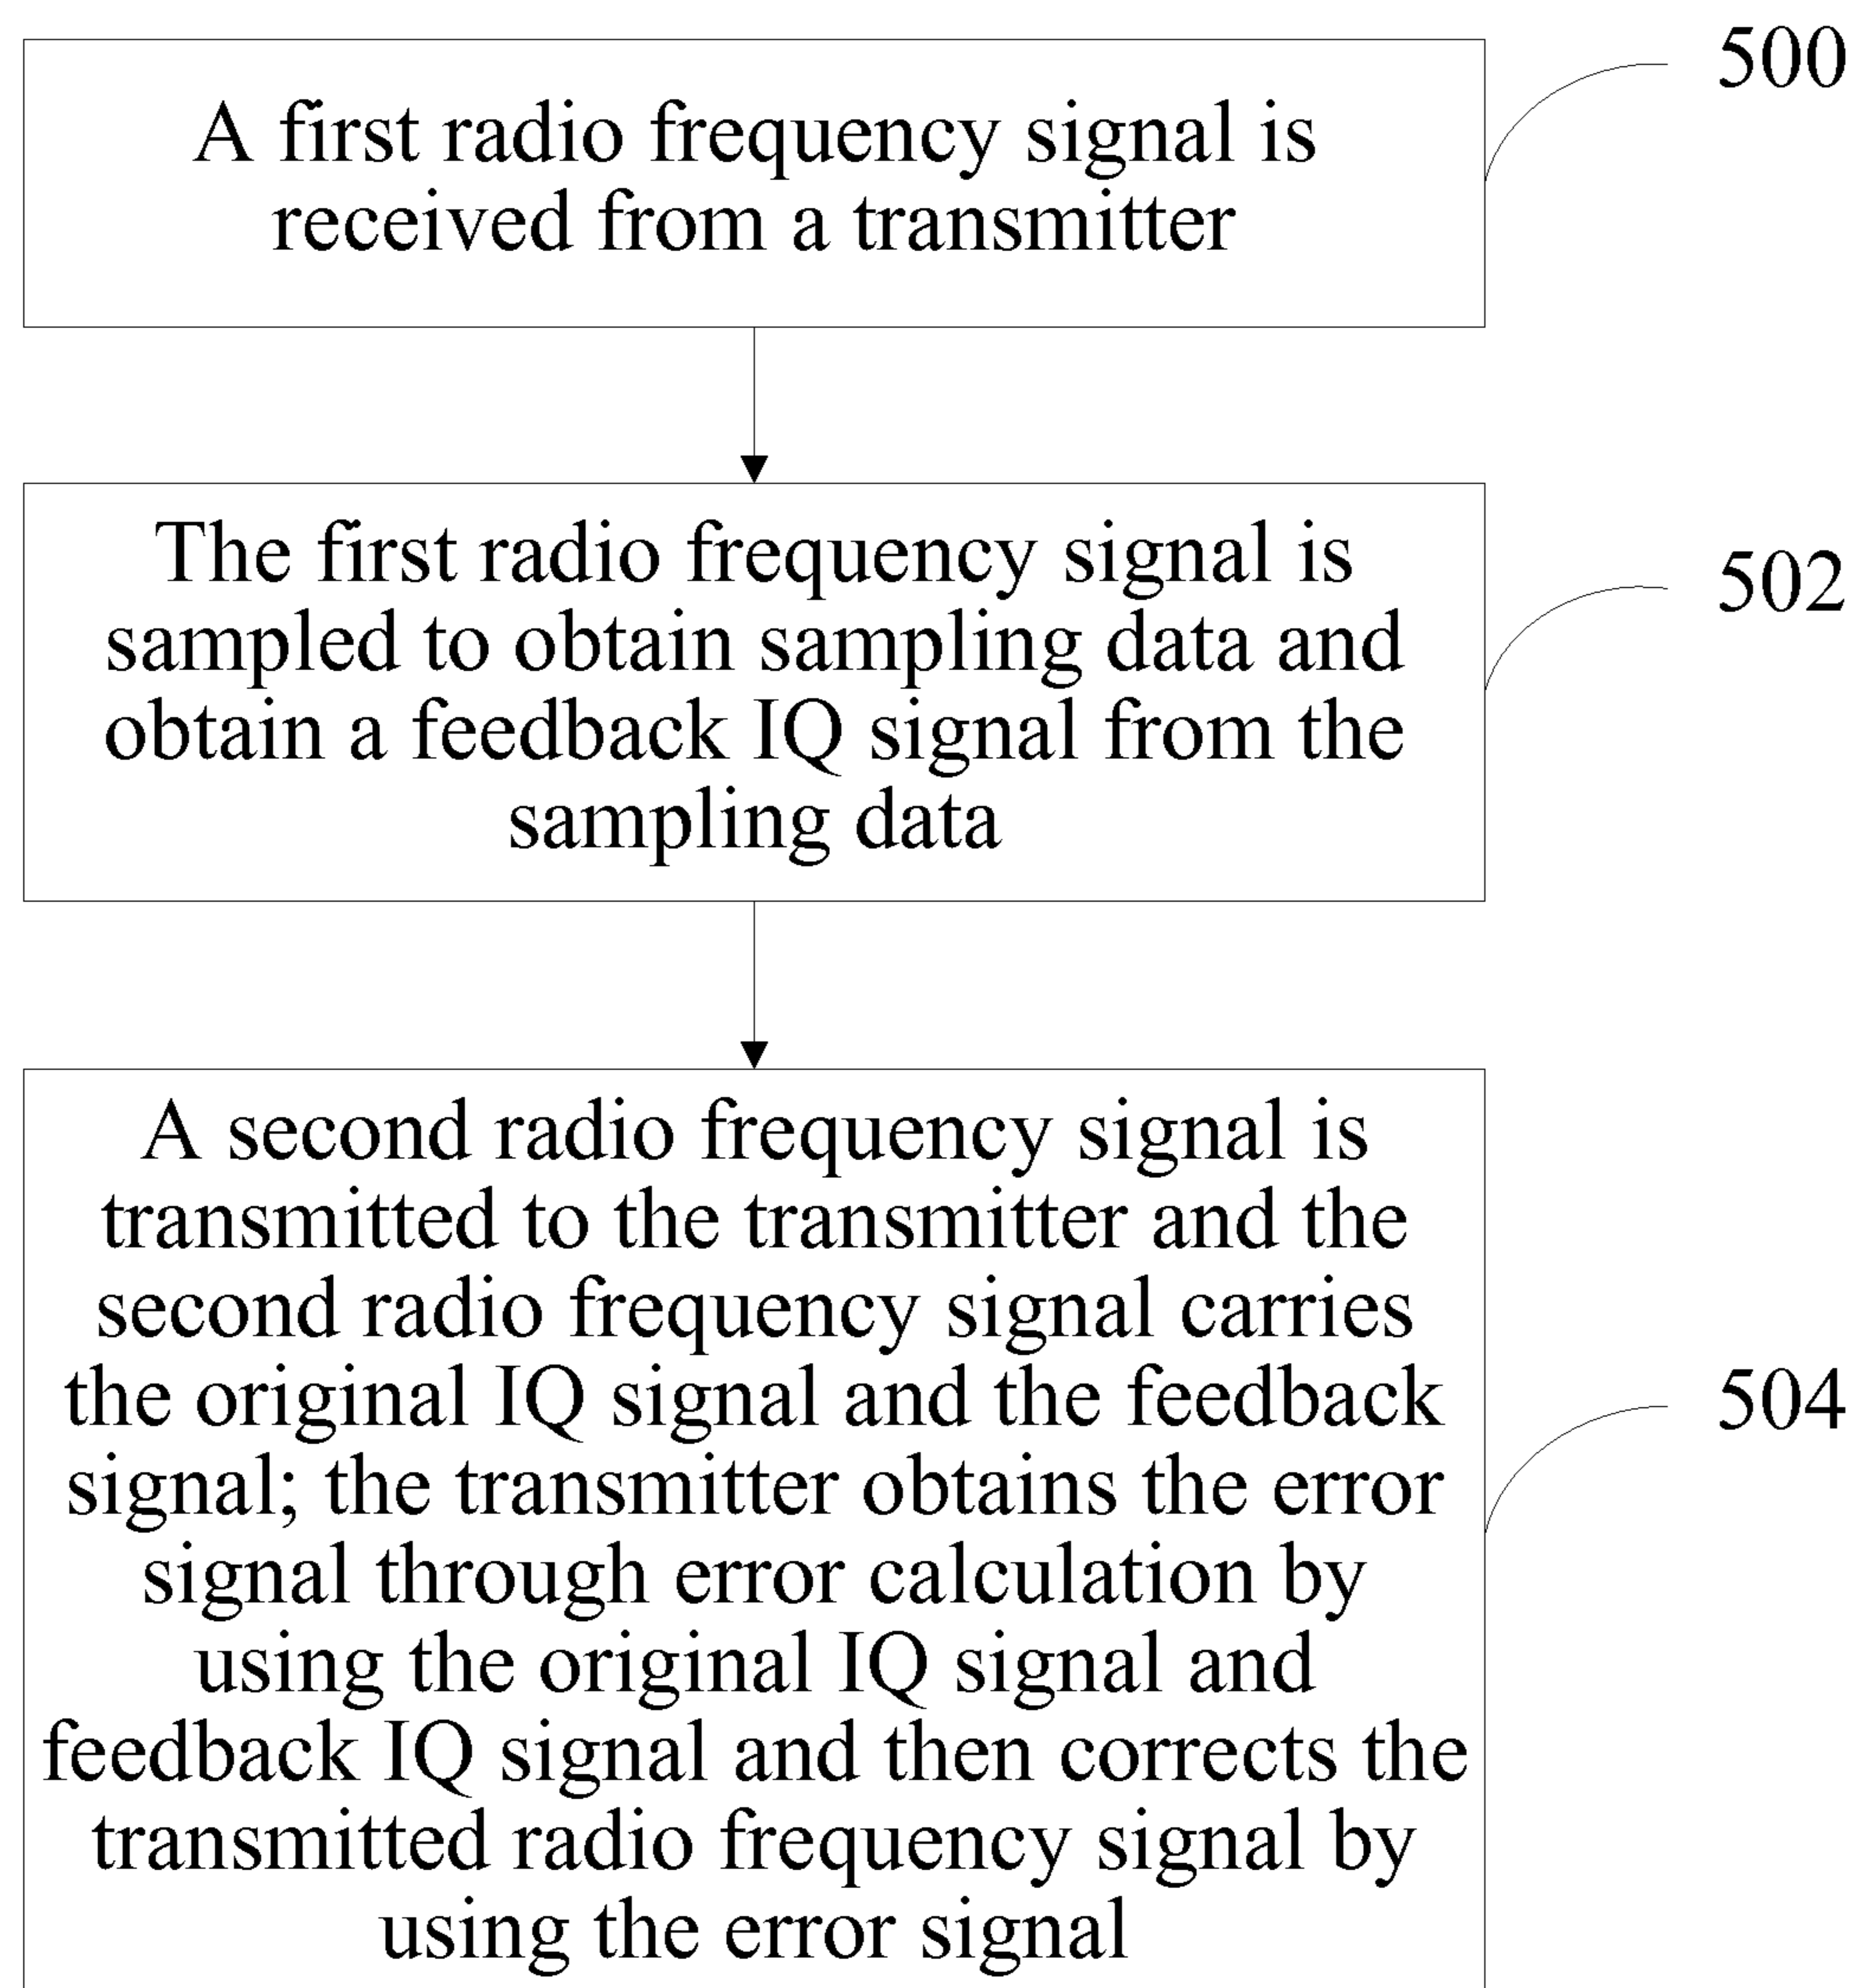 500
A first radio frequency signal is
received from a transmitter
502
The first radio frequency signal is
sampled to obtain sampling data and
obtain a feedback IQ signal from the
sampling data
504
A second radio frequency signal is
transmitted to the transmitter and the
second radio frequency signal carries
the original IQ signal and the feedback
signal; the transmitter obtains the error
signal through error calculation by
using the original IQ signal and
feedback IQ signal and then corrects the
transmitted radio frequency signal by
using the error signal